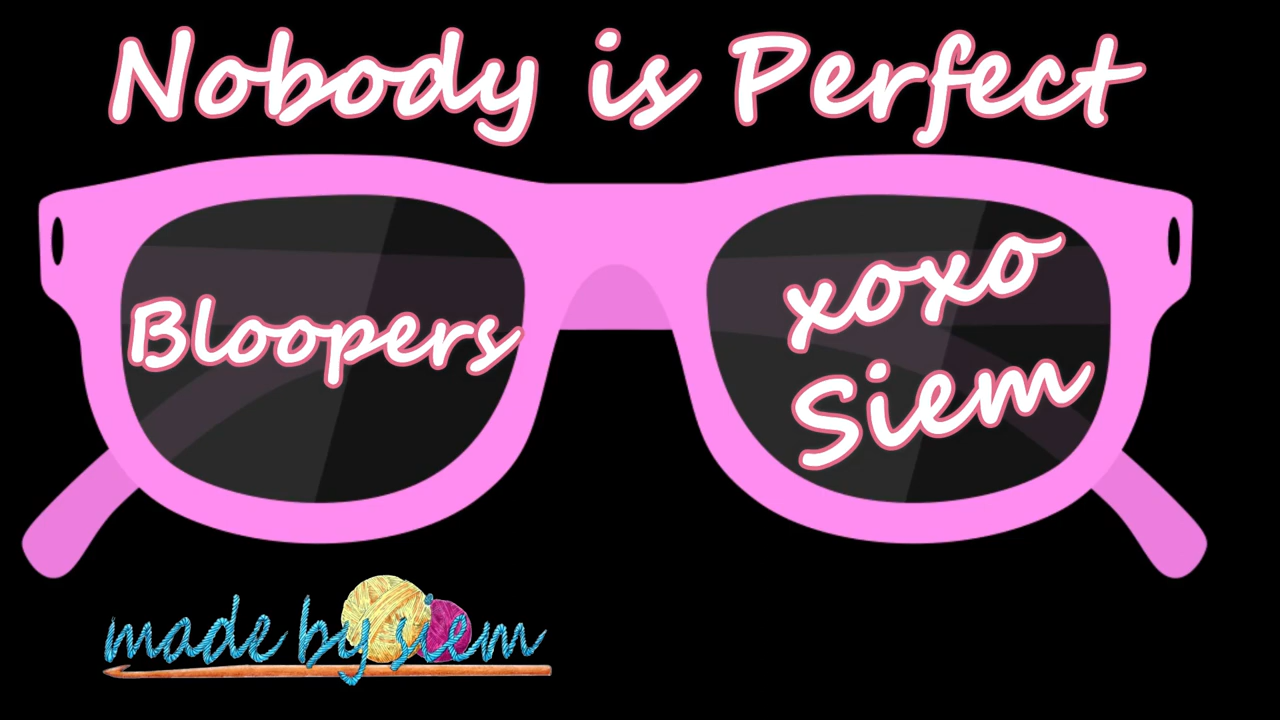 Nobody is Perfect
Bloopers
xoxo
Siem
made by siem